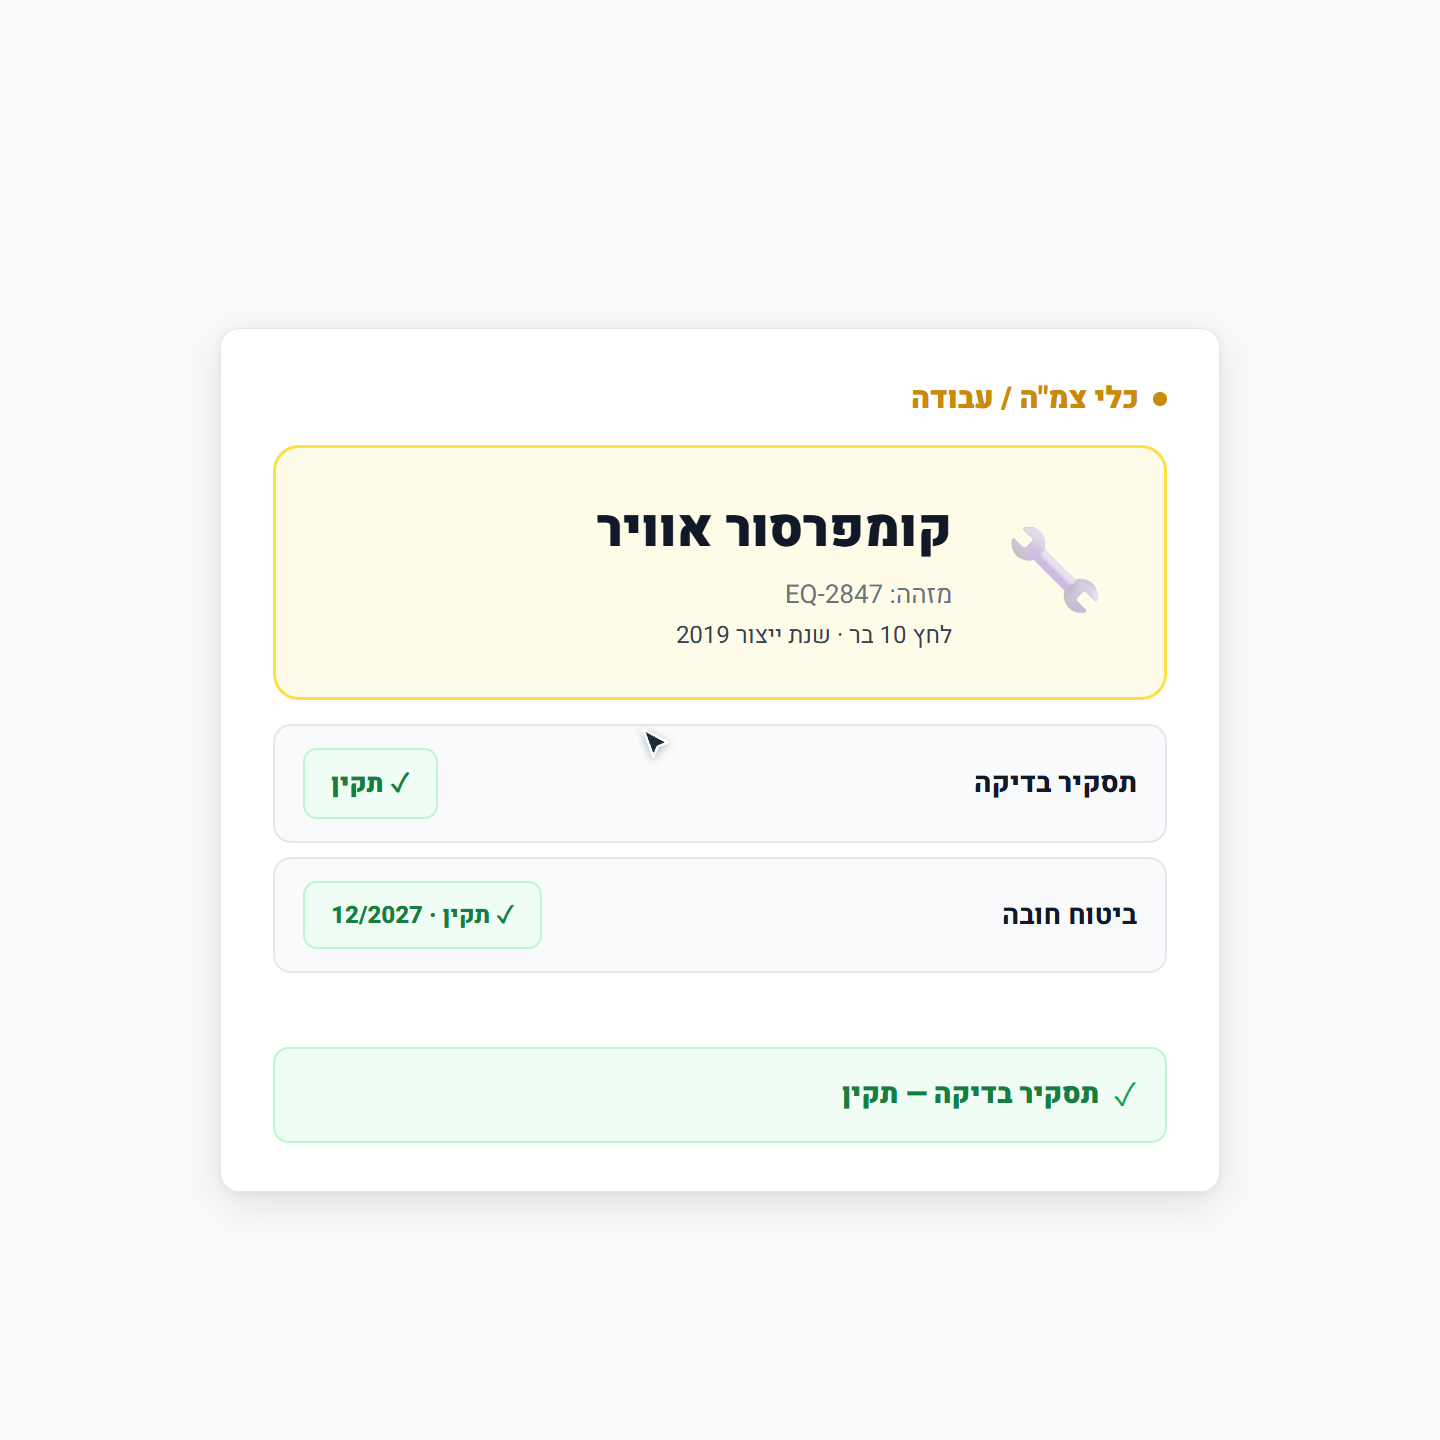 כלי צמ"ה / עבודה
קומפרסור אוויר
מזהה: EQ-2847
לחץ 10 בר · שנת ייצור 2019
תסקיר בדיקה
✓ תקין
ביטוח חובה
✓ תקין · 12/2027
✓ תסקיר בדיקה — תקין